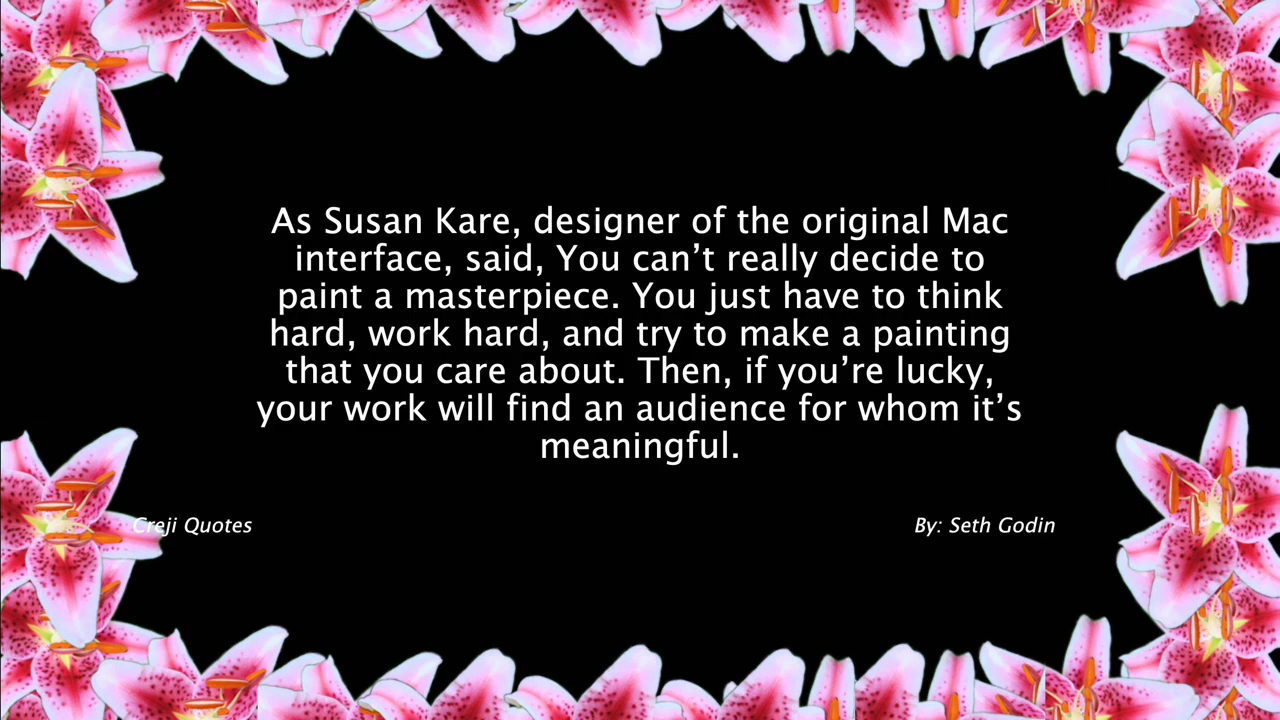 As Susan Kare, designer of the original Mac
interface, said, You can’t really decide to
paint a masterpiece. You just have to think
hard, work hard, and try to make a painting
that you care about. Then, if you’re lucky,
your work will find an audience for whom it’s
meaningful.
Creji Quotes
By: Seth Godin